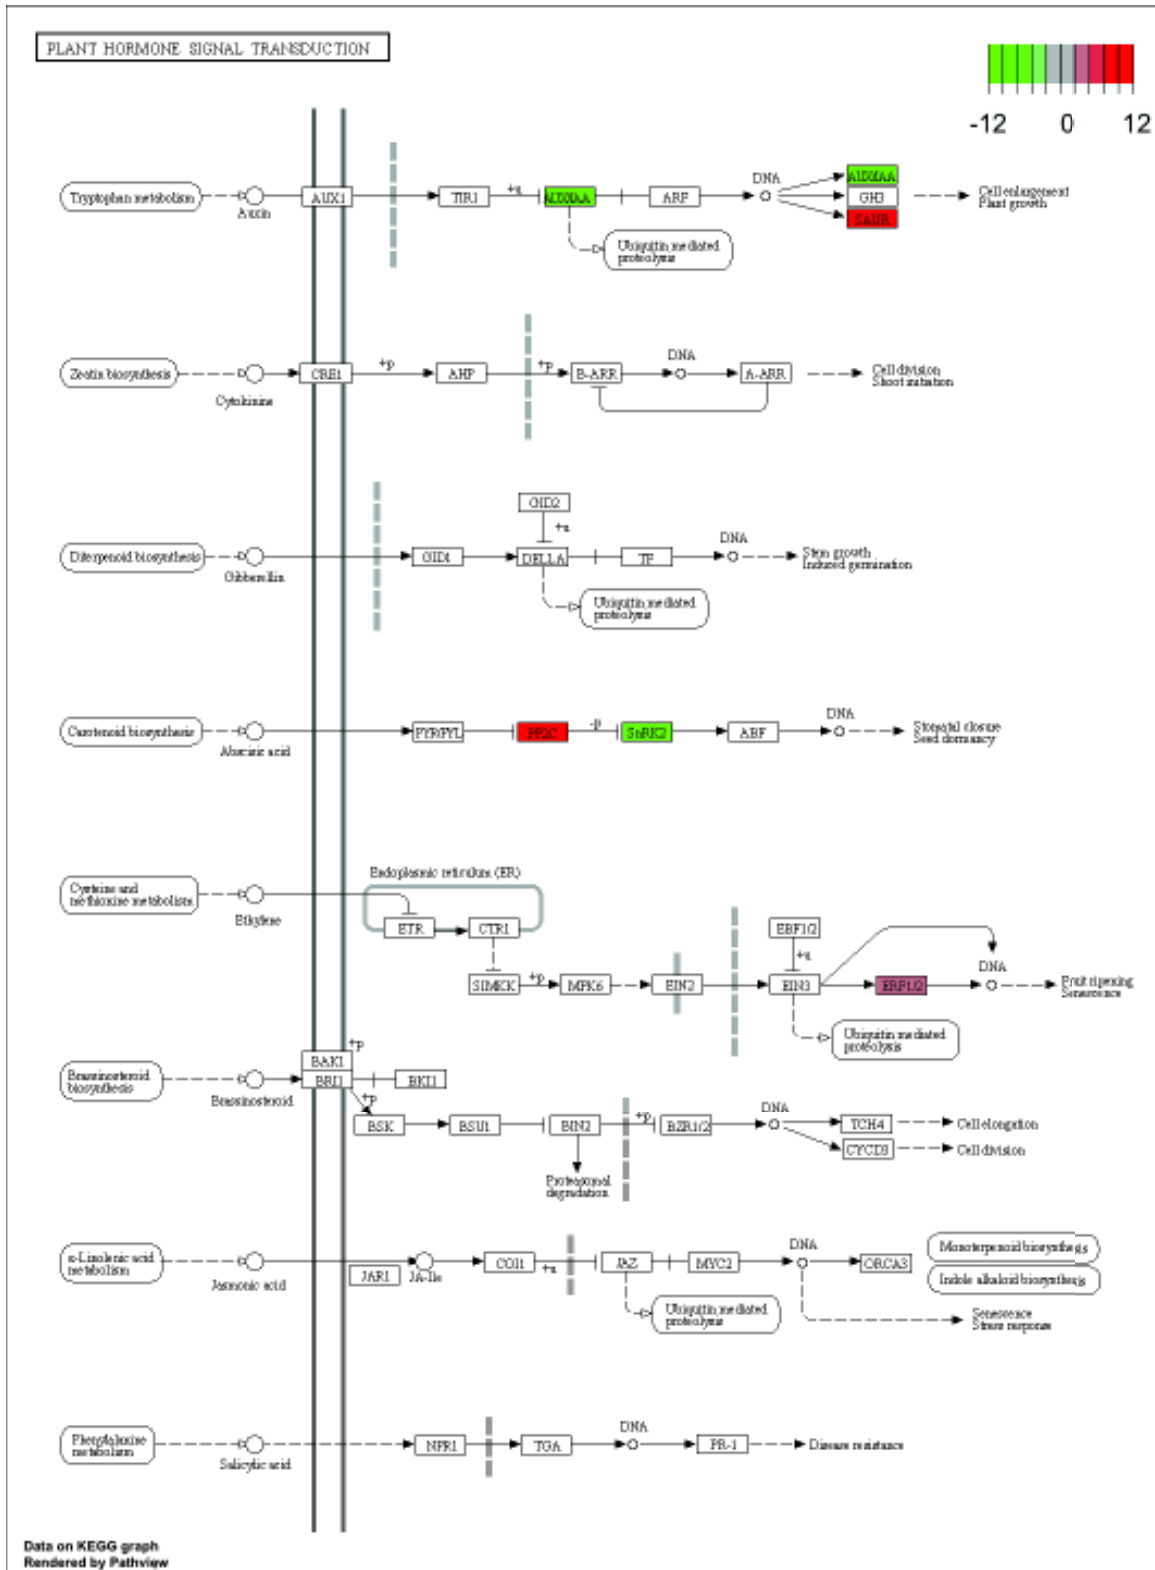 PLANT HORMONE SIGNAL TRANSDUCTION
-12 0 12
Tryptophan metabolism
Auxin
AUX1
TIR1
+u
AUX/IAA
ARF
DNA
AUX/IAA
GH3
SAUR
Cell enlargement
Plant growth
Ubiquitin mediated
proteolysis
Zeatin biosynthesis
Cytokinine
CRE1
+p
AHP
+p
B-ARR
DNA
A-ARR
Cell division
Shoot initiation
Diterpenoid biosynthesis
Gibberellin
GID2
+u
GID1
DELLA
TF
DNA
Stem growth
Induced germination
Ubiquitin mediated
proteolysis
Carotenoid biosynthesis
Abscisic acid
PYR/PYL
PP2C
-p
SnRK2
ABF
DNA
Stomatal closure
Seed dormancy
Cysteine and
methionine metabolism
Ethylene
Endoplasmic reticulum (ER)
ETR
CTR1
SIMKK
+p
MPK6
EIN2
EBF1/2
+u
EIN3
ERF1/2
DNA
Fruit ripening
Senescence
Ubiquitin mediated
proteolysis
Brassinosteroid
biosynthesis
Brassinosteroid
BAK1
+p
BRI1
BKI1
+p
BSK
BSU1
BIN2
+p
BZR1/2
DNA
TCH4
CYCD3
Cell elongation
Cell division
Proteasomal
degradation
α-Linolenic acid
metabolism
Jasmonic acid
JAR1
JA-Ile
COI1
+u
JAZ
MYC2
DNA
ORCA3
Monoterpenoid biosynthesis
Indole alkaloid biosynthesis
Ubiquitin mediated
proteolysis
Senescence
Stress response
Phenylalanine
metabolism
Salicylic acid
NPR1
TGA
DNA
PR-1
Disease resistance
Data on KEGG graph
Rendered by Pathview